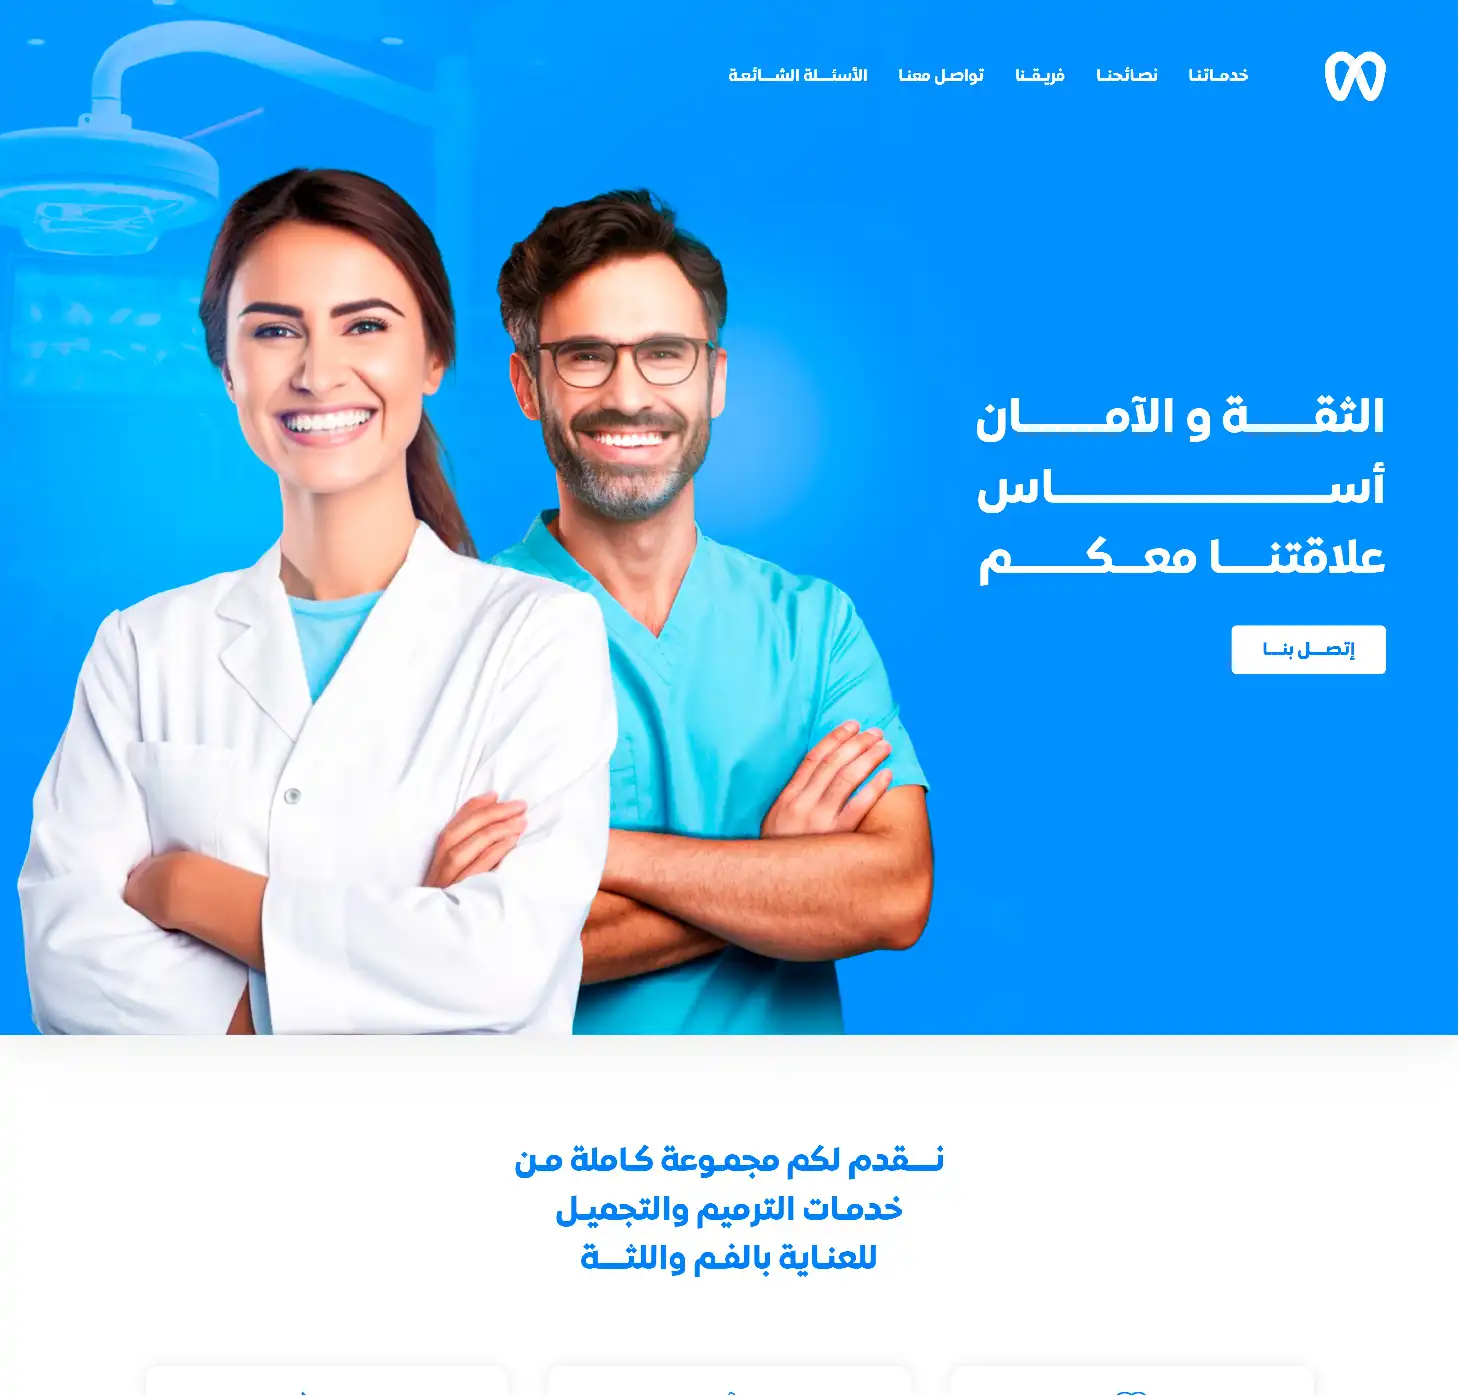 خدماتنا
نصائحنا
فريقنا
تواصل معنا
الأسئلة الشائعة
الثقة و الآمان
أساس
علاقتنا معكم
إتصل بنا
نقدم لكم مجموعة كاملة من
خدمات الترميم والتجميل
للعناية بالفم واللثة